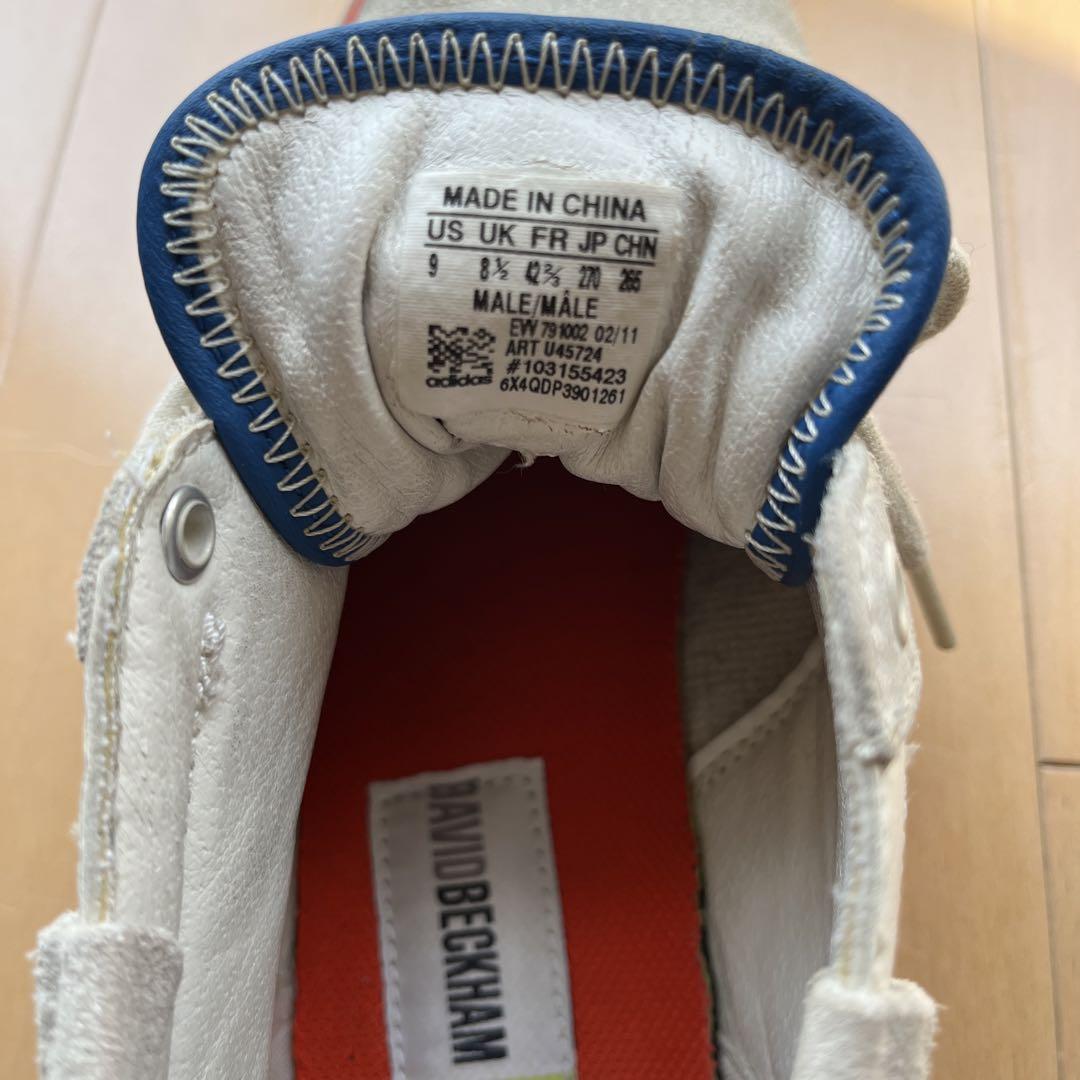 MADE IN CHINA
US UK FR JP CHN
9 8½ 42⅔ 270 265
MALE/MÂLE
EVV 791002 02/11
ART U45724
#103155423
adidas
6X4QDP3901261
DAVIDBECKHAM